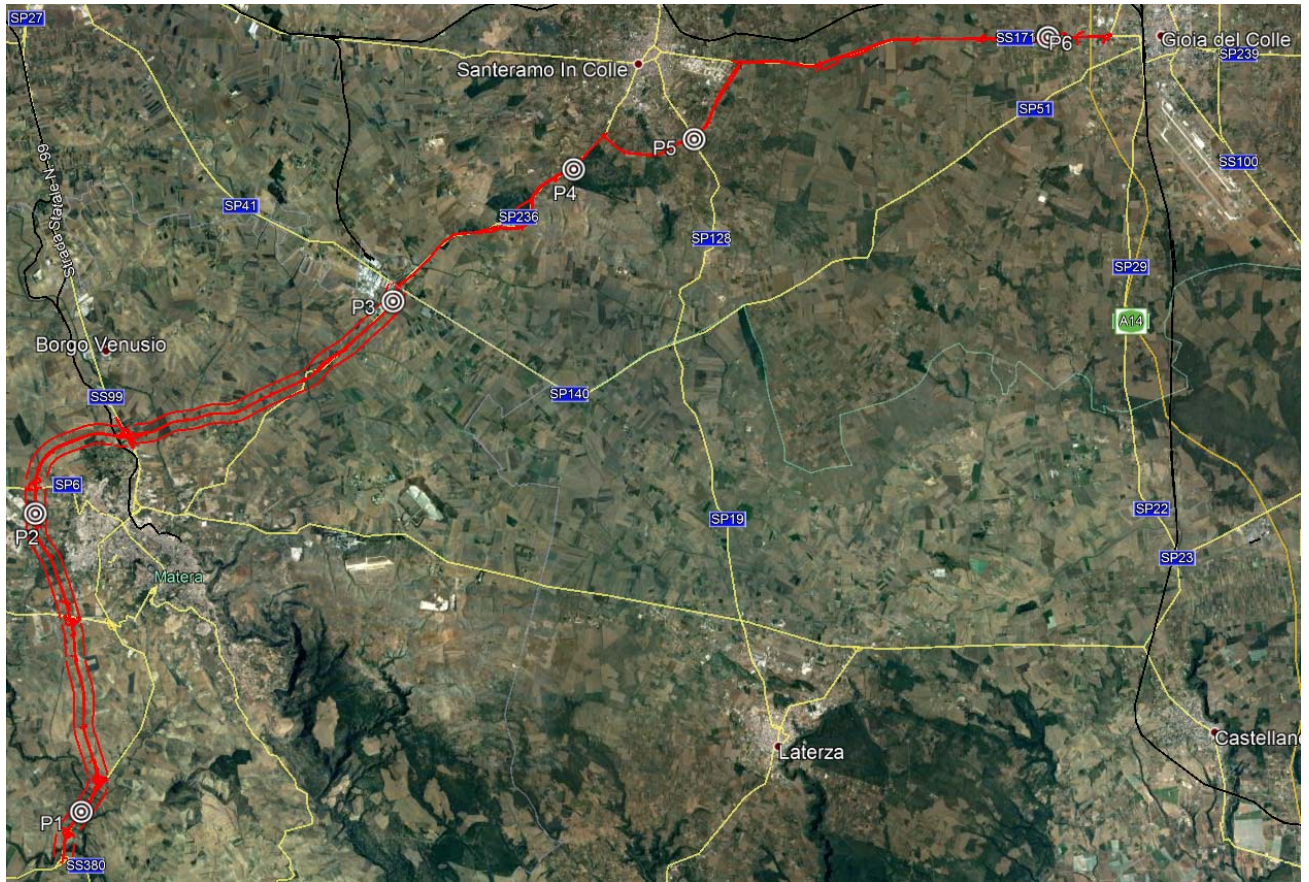 SP27
SS171
P6
Gioia del Colle
SP239
Santeramo In Colle
SP51
P5
SS100
Strada Statale N. 99
P4
SP41
SP236
SP128
SP29
P3
A14
Borgo Venusio
SS99
SP140
SP6
P2
SP19
SP22
SP23
Matera
Castellane
Laterza
P1
SS380